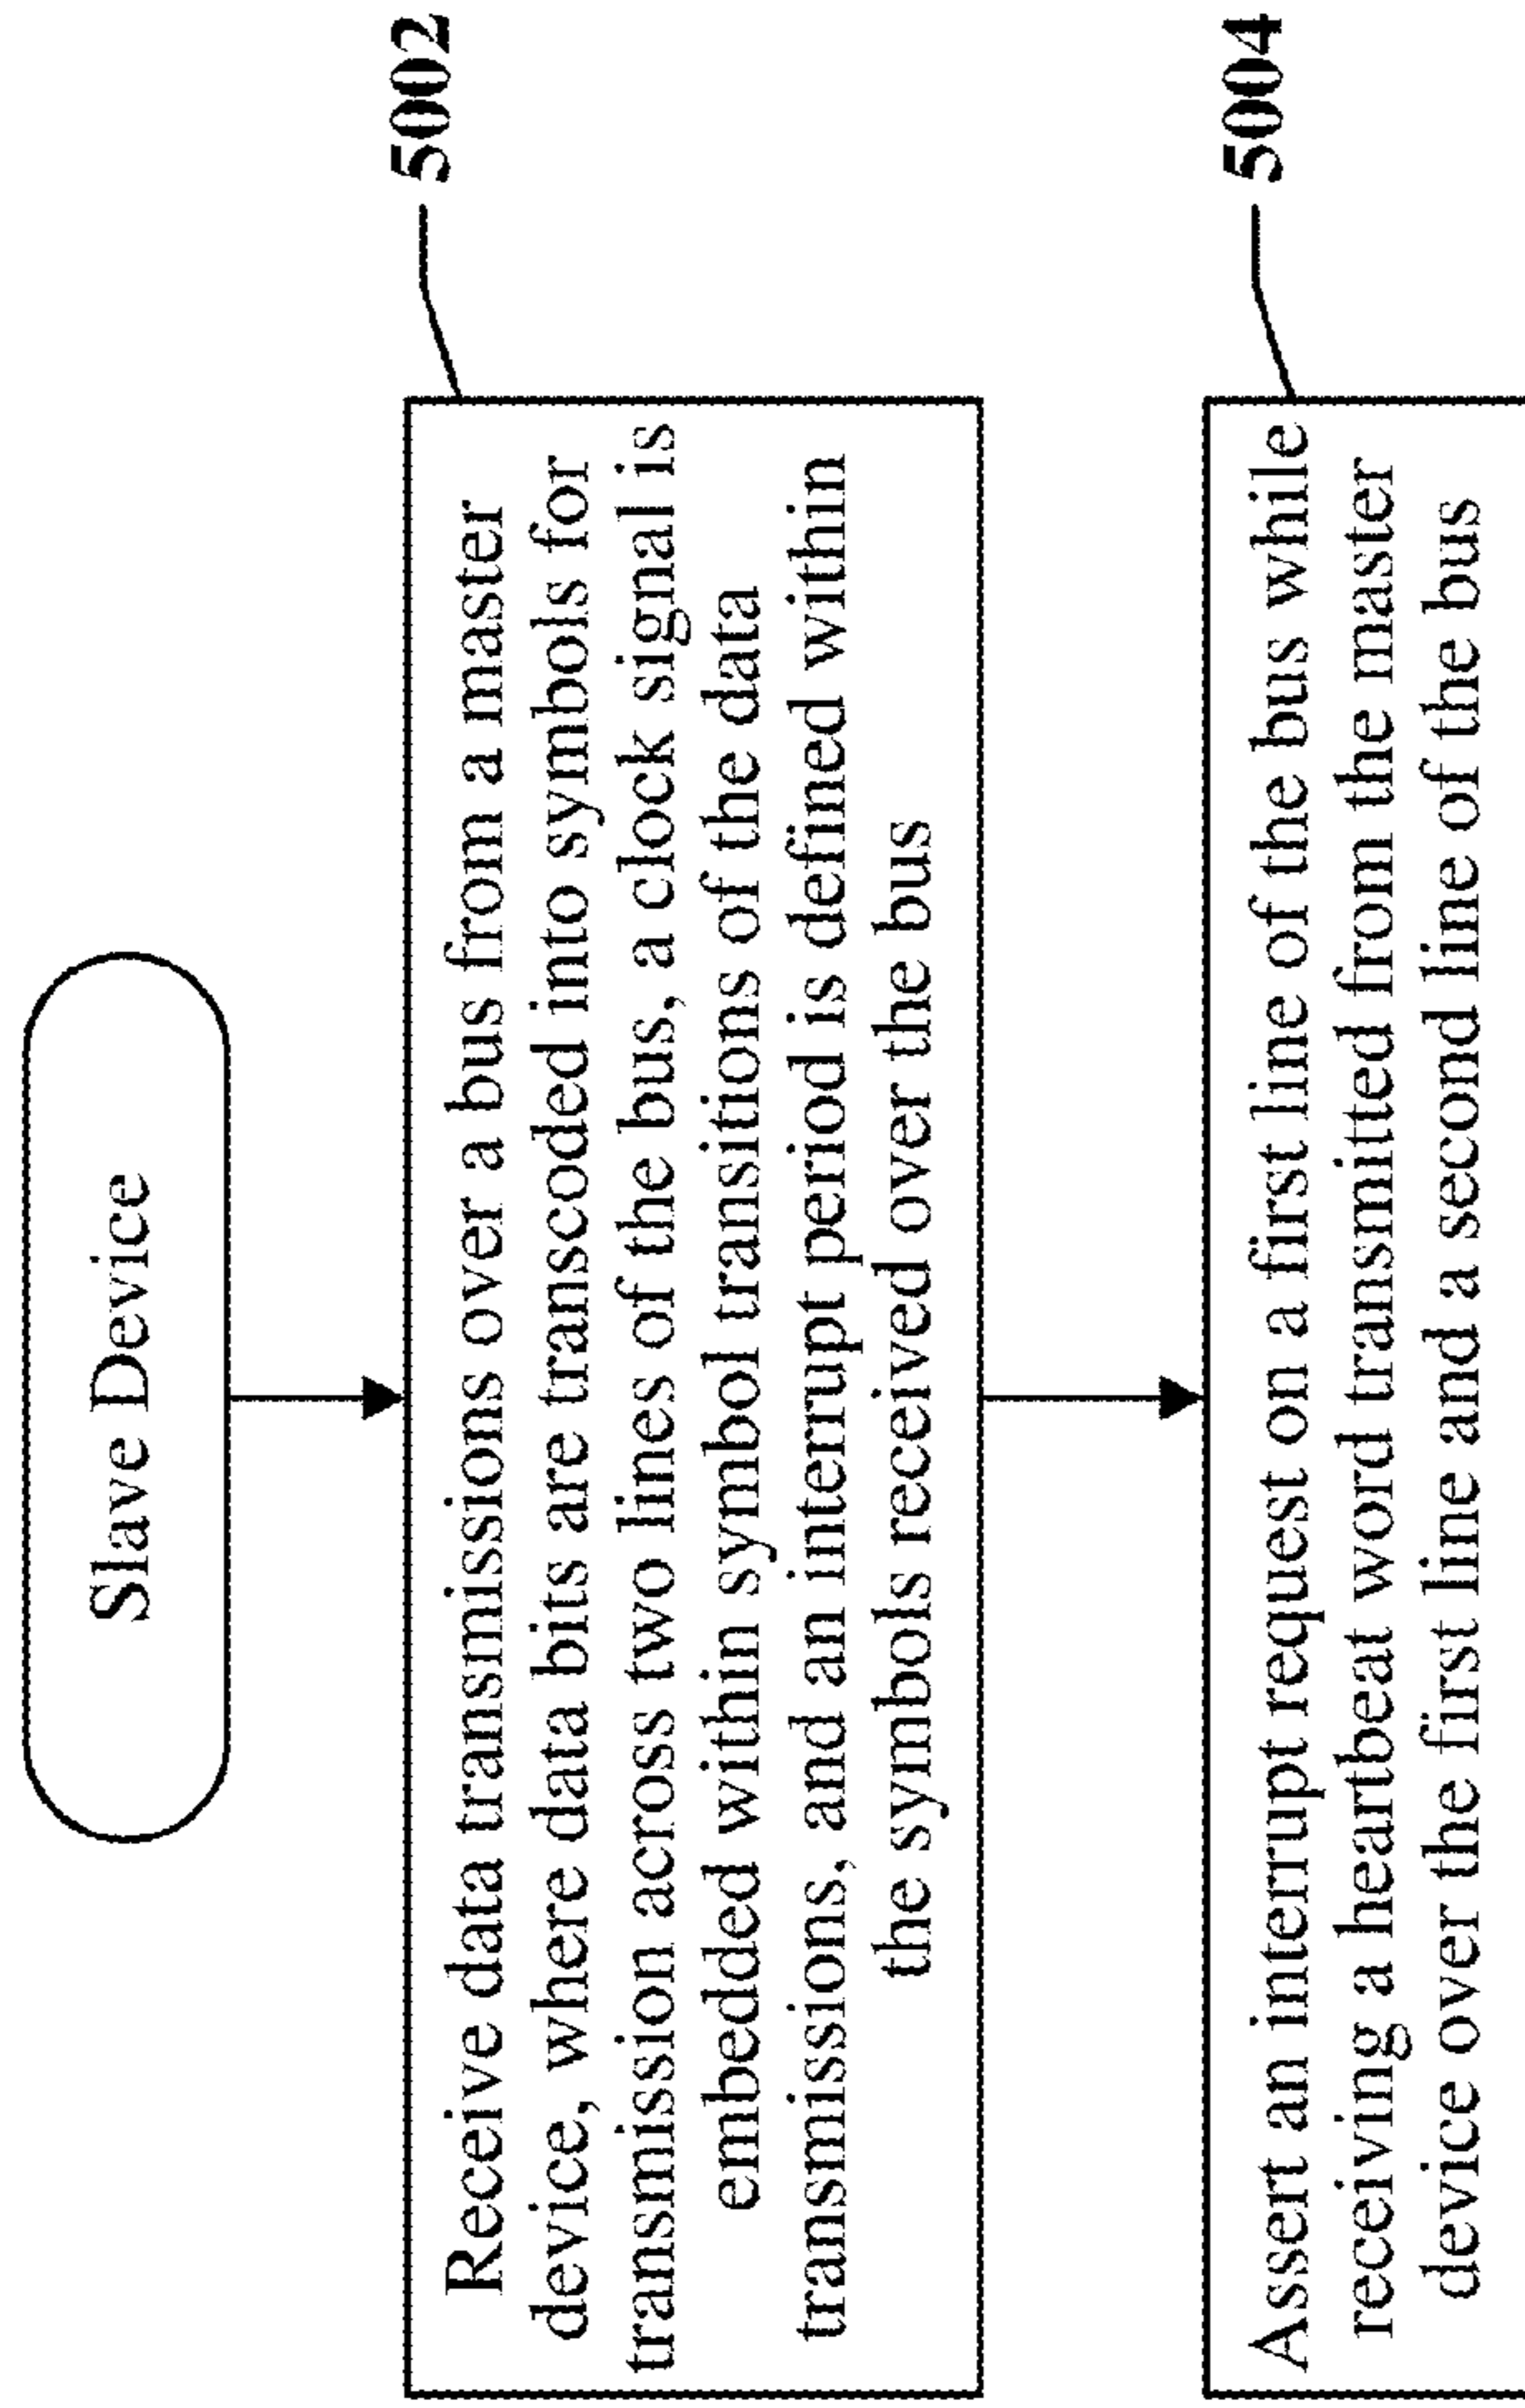 Slave Device
5002
Receive data transmissions over a bus from a master
device, where data bits are transcoded into symbols for
transmission across two lines of the bus, a clock signal is
embedded within symbol transitions of the data
transmissions, and an interrupt period is defined within
the symbols received over the bus
5004
Assert an interrupt request on a first line of the bus while
receiving a heartbeat word transmitted from the master
device over the first line and a second line of the bus